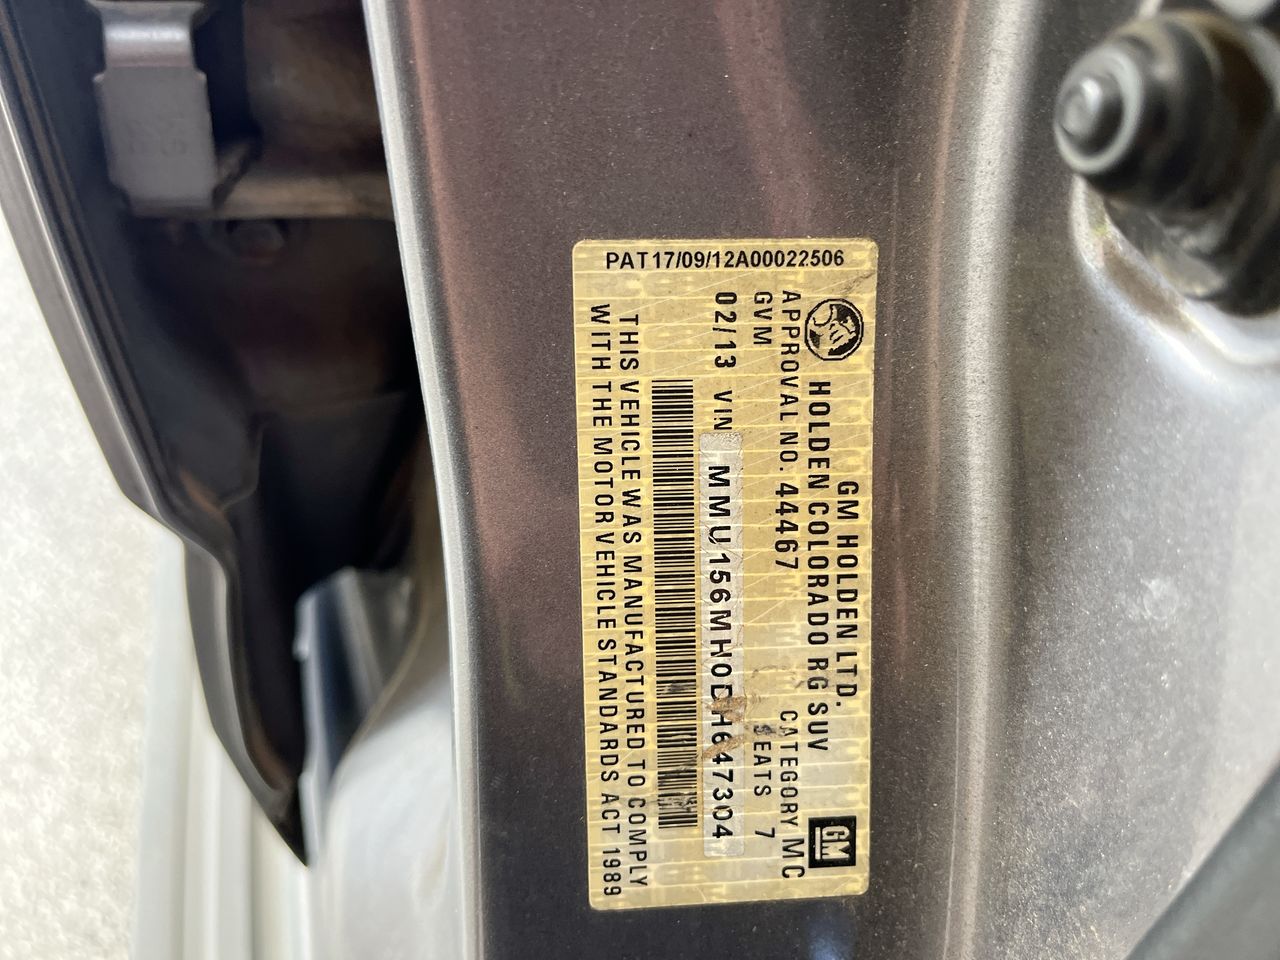 PAT17/09/12A00022506
GM HOLDEN LTD.
HOLDEN COLORADO RG SUV
GM
APPROVAL NO. 44467 CATEGORY MC
GVM SEATS 7
02/13 VIN MMU156MH0DH647304
THIS VEHICLE WAS MANUFACTURED TO COMPLY
WITH THE MOTOR VEHICLE STANDARDS ACT 1989